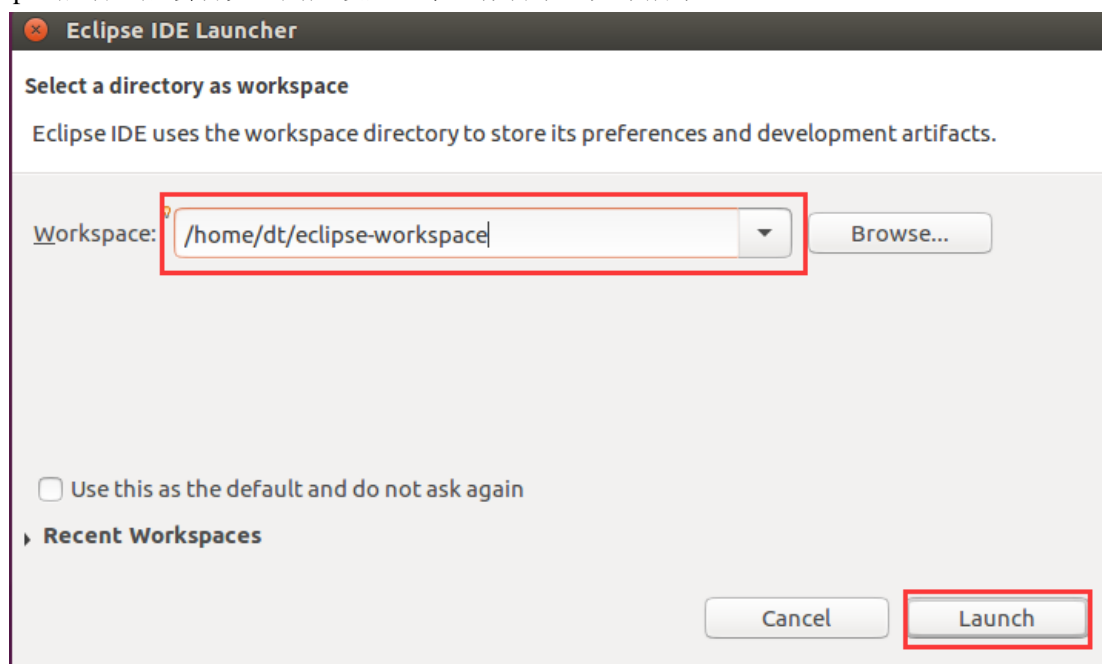 Eclipse IDE Launcher
Select a directory as workspace
Eclipse IDE uses the workspace directory to store its preferences and development artifacts.
Workspace: /home/dt/eclipse-workspace Browse...
Use this as the default and do not ask again
Recent Workspaces
Cancel Launch